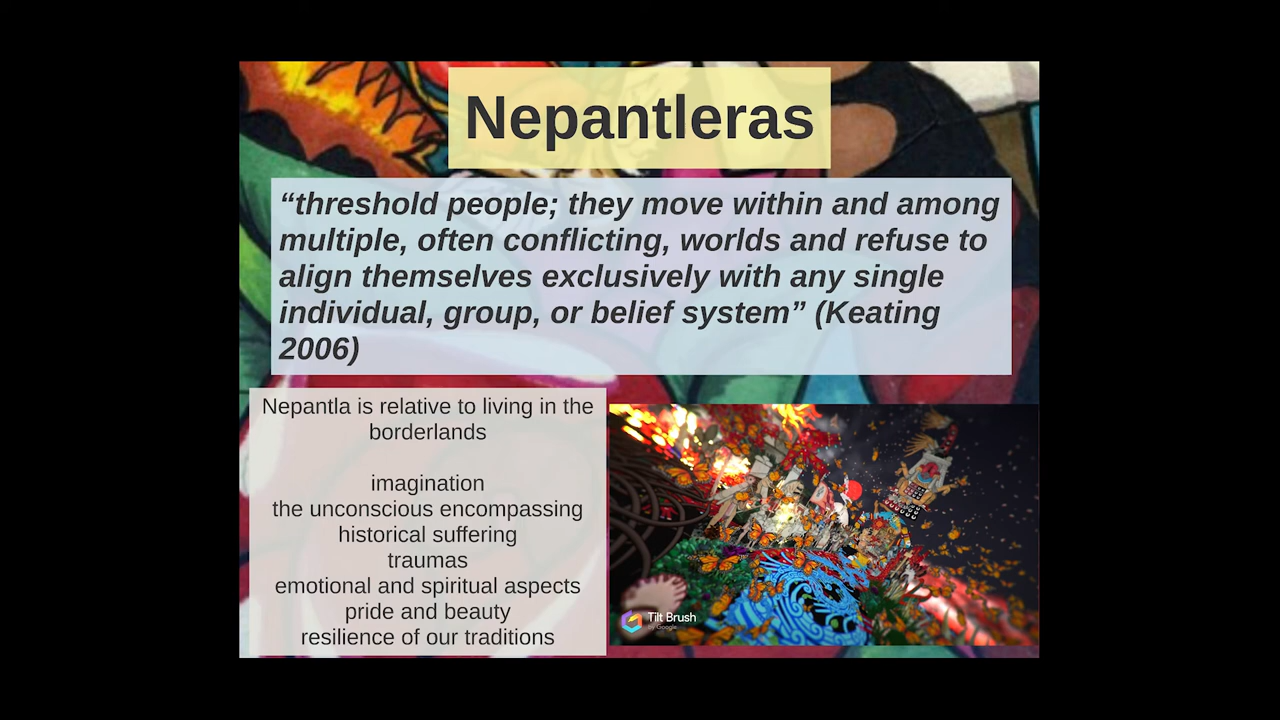 Nepantleras
“threshold people; they move within and among
multiple, often conflicting, worlds and refuse to
align themselves exclusively with any single
individual, group, or belief system” (Keating
2006)
Nepantla is relative to living in the
borderlands
imagination
the unconscious encompassing
historical suffering
traumas
emotional and spiritual aspects
pride and beauty
resilience of our traditions
Tilt Brush
by Google